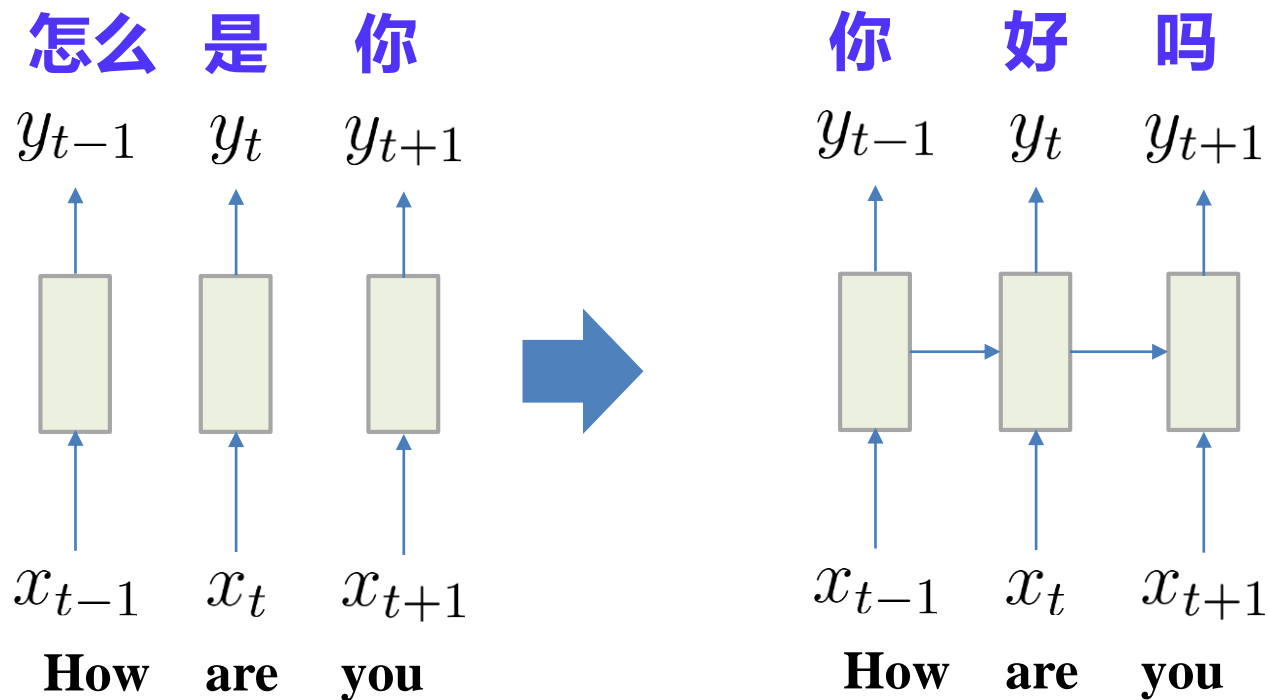 怎么 是 你 你 好 吗
y_{t-1} y_t y_{t+1} y_{t-1} y_t y_{t+1}
x_{t-1} x_t x_{t+1} x_{t-1} x_t x_{t+1}
How are you How are you